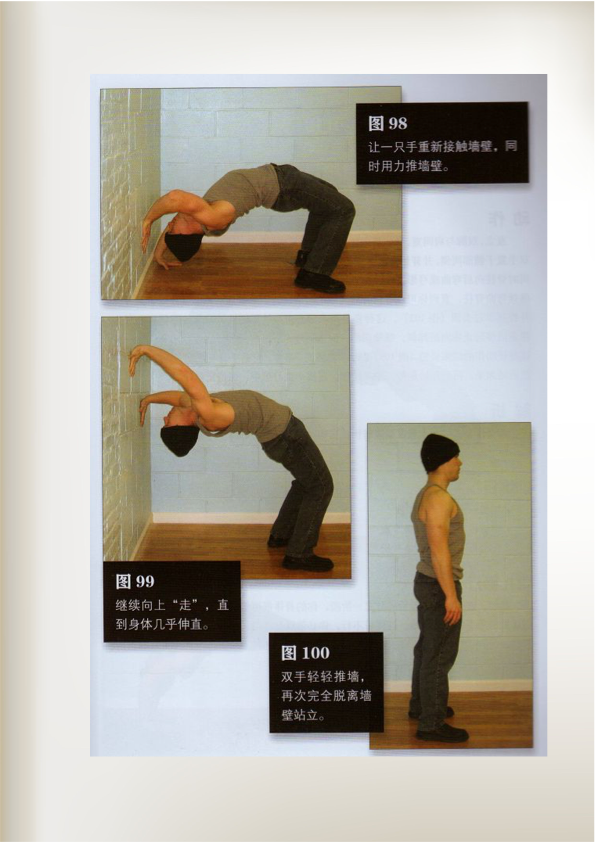 图 98
让一只手重新接触墙壁，同
时用力推墙壁。
图 99
继续向上“走”，直
到身体几乎伸直。
图 100
双手轻轻推墙，
再次完全脱离墙
壁站立。